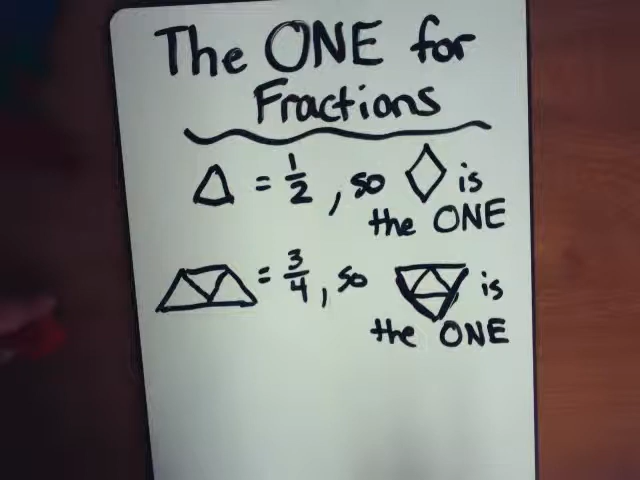 The ONE for
Fractions
= 1/2, so is
the ONE
= 3/4, so is
the ONE